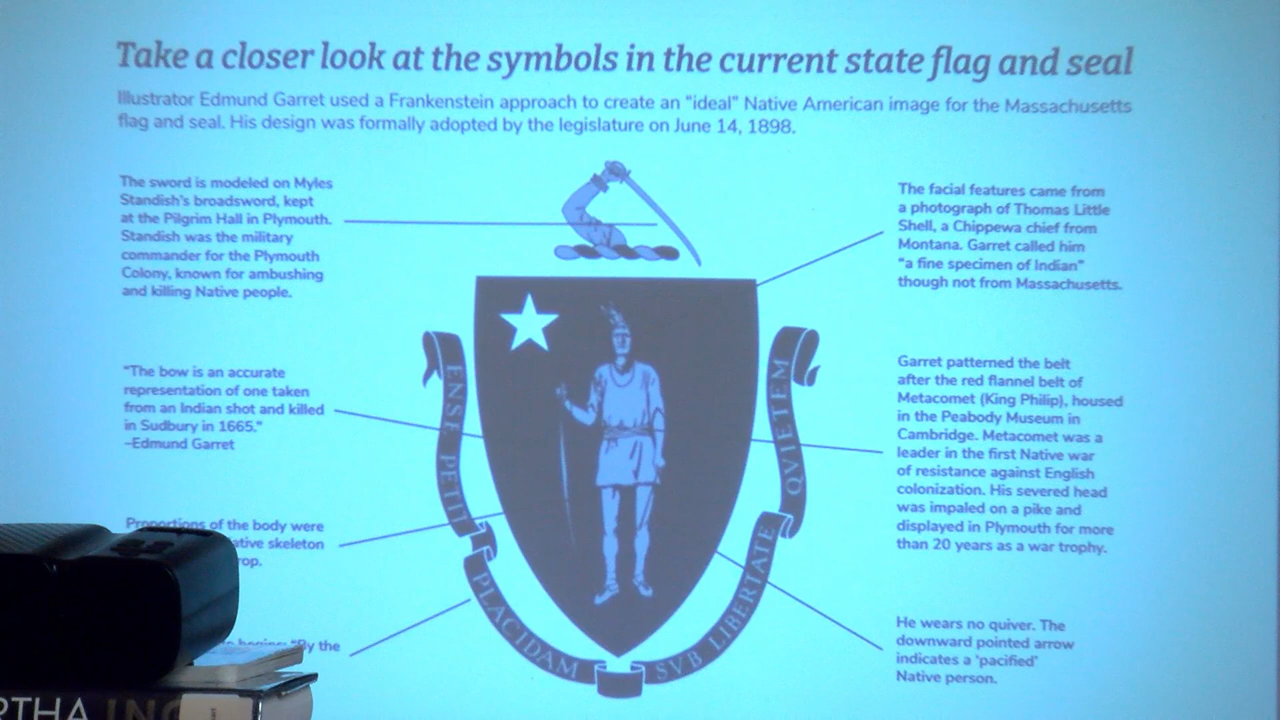 Take a closer look at the symbols in the current state flag and seal
Illustrator Edmund Garret used a Frankenstein approach to create an "ideal" Native American image for the Massachusetts
flag and seal. His design was formally adopted by the legislature on June 14, 1898.
The sword is modeled on Myles
Standish's broadsword, kept
at the Pilgrim Hall in Plymouth.
Standish was the military
commander for the Plymouth
Colony, known for ambushing
and killing Native people.
"The bow is an accurate
representation of one taken
from an Indian shot and killed
in Sudbury in 1665."
–Edmund Garret
Proportions of the body were
skeleton
By the
ENSE PETIT
PLACIDAM
SVB LIBERTATE
QVIETEM
The facial features came from
a photograph of Thomas Little
Shell, a Chippewa chief from
Montana. Garret called him
"a fine specimen of Indian"
though not from Massachusetts.
Garret patterned the belt
after the red flannel belt of
Metacomet (King Philip), housed
in the Peabody Museum in
Cambridge. Metacomet was a
leader in the first Native war
of resistance against English
colonization. His severed head
was impaled on a pike and
displayed in Plymouth for more
than 20 years as a war trophy.
He wears no quiver. The
downward pointed arrow
indicates a 'pacified'
Native person.